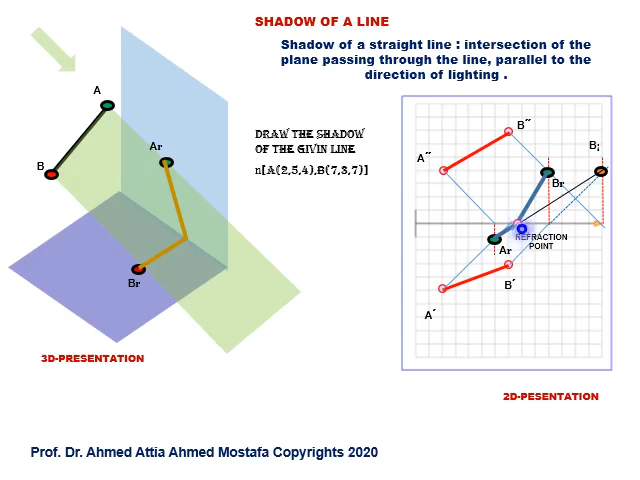 SHADOW OF A LINE
Shadow of a straight line : intersection of the
plane passing through the line, parallel to the
direction of lighting .
A
B
Ar
Br
DRAW THE SHADOW
OF THE GIVIN LINE
n[A(2,5,4),B(7,3,7)]
A˝
B˝
B¡
Br
REFRACTION
POINT
Ar
B´
A´
3D-PRESENTATION
2D-PESENTATION
Prof. Dr. Ahmed Attia Ahmed Mostafa Copyrights 2020